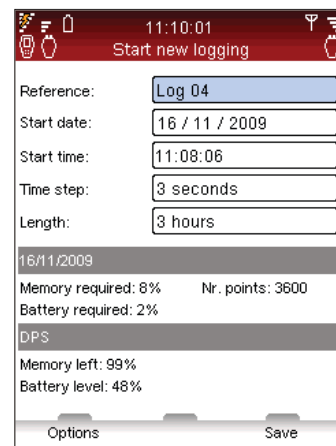 11:10:01
Start new logging
Reference: Log 04
Start date: 16 / 11 / 2009
Start time: 11:08:06
Time step: 3 seconds
Length: 3 hours
16/11/2009
Memory required: 8% Nr. points: 3600
Battery required: 2%
DPS
Memory left: 99%
Battery level: 48%
Options Save